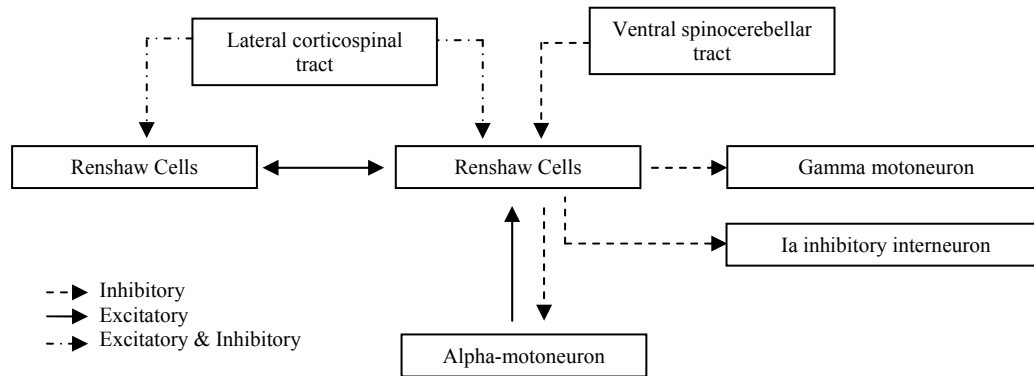 Lateral corticospinal
tract
Ventral spinocerebellar
tract
Renshaw Cells
Renshaw Cells
Gamma motoneuron
Ia inhibitory interneuron
Inhibitory
Excitatory
Excitatory & Inhibitory
Alpha-motoneuron